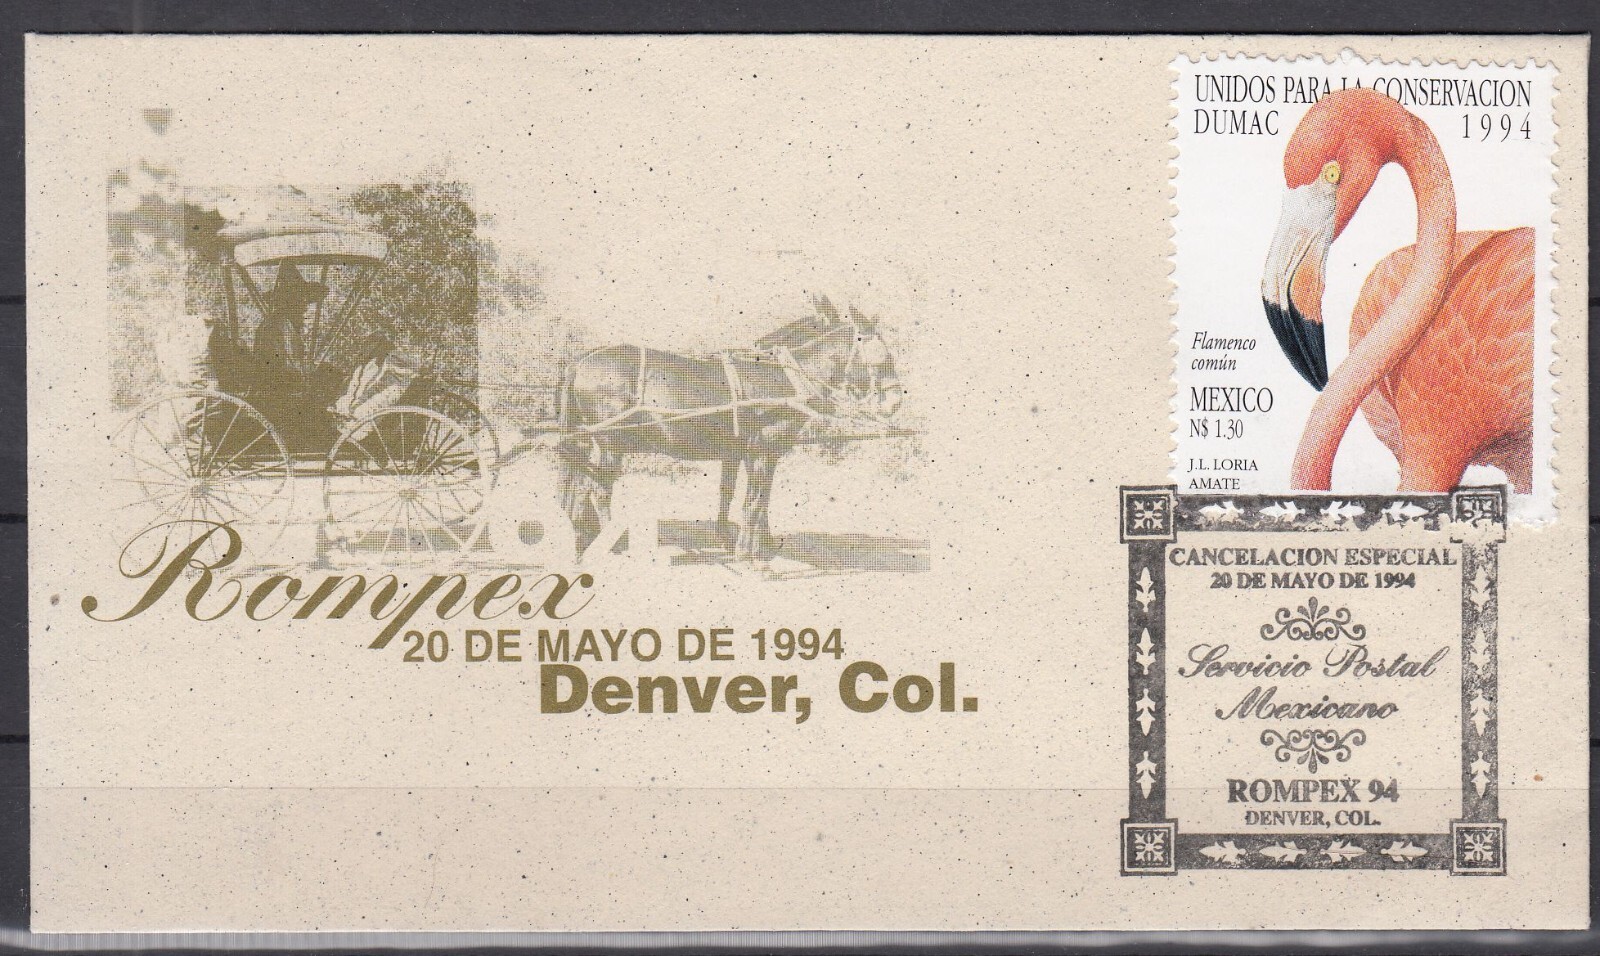 UNIDOS PARA LA CONSERVACION
DUMAC 1994
Flamenco
común
MEXICO
N$ 1.30
J.L. LORIA
AMATE
94
Rompex
20 DE MAYO DE 1994
Denver, Col.
CANCELACION ESPECIAL
20 DE MAYO DE 1994
Servicio Postal
Mexicano
ROMPEX 94
DENVER, COL.